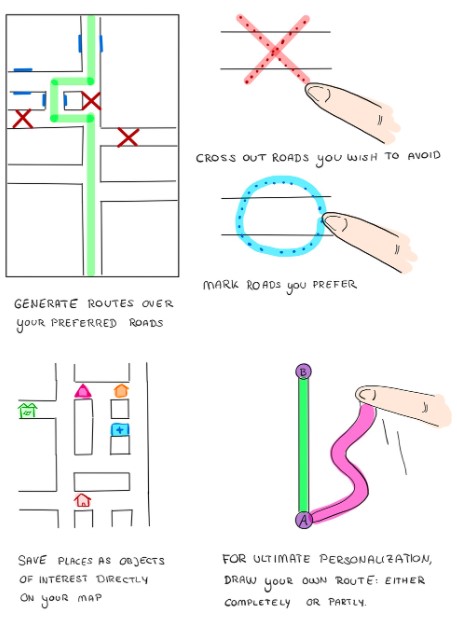 CROSS OUT ROADS YOU WISH TO AVOID
MARK ROADS YOU PREFER
GENERATE ROUTES OVER
YOUR PREFERRED ROADS
B
A
SAVE PLACES AS OBJECTS
OF INTEREST DIRECTLY
ON YOUR MAP
FOR ULTIMATE PERSONALIZATION,
DRAW YOUR OWN ROUTE: EITHER
COMPLETELY OR PARTLY.